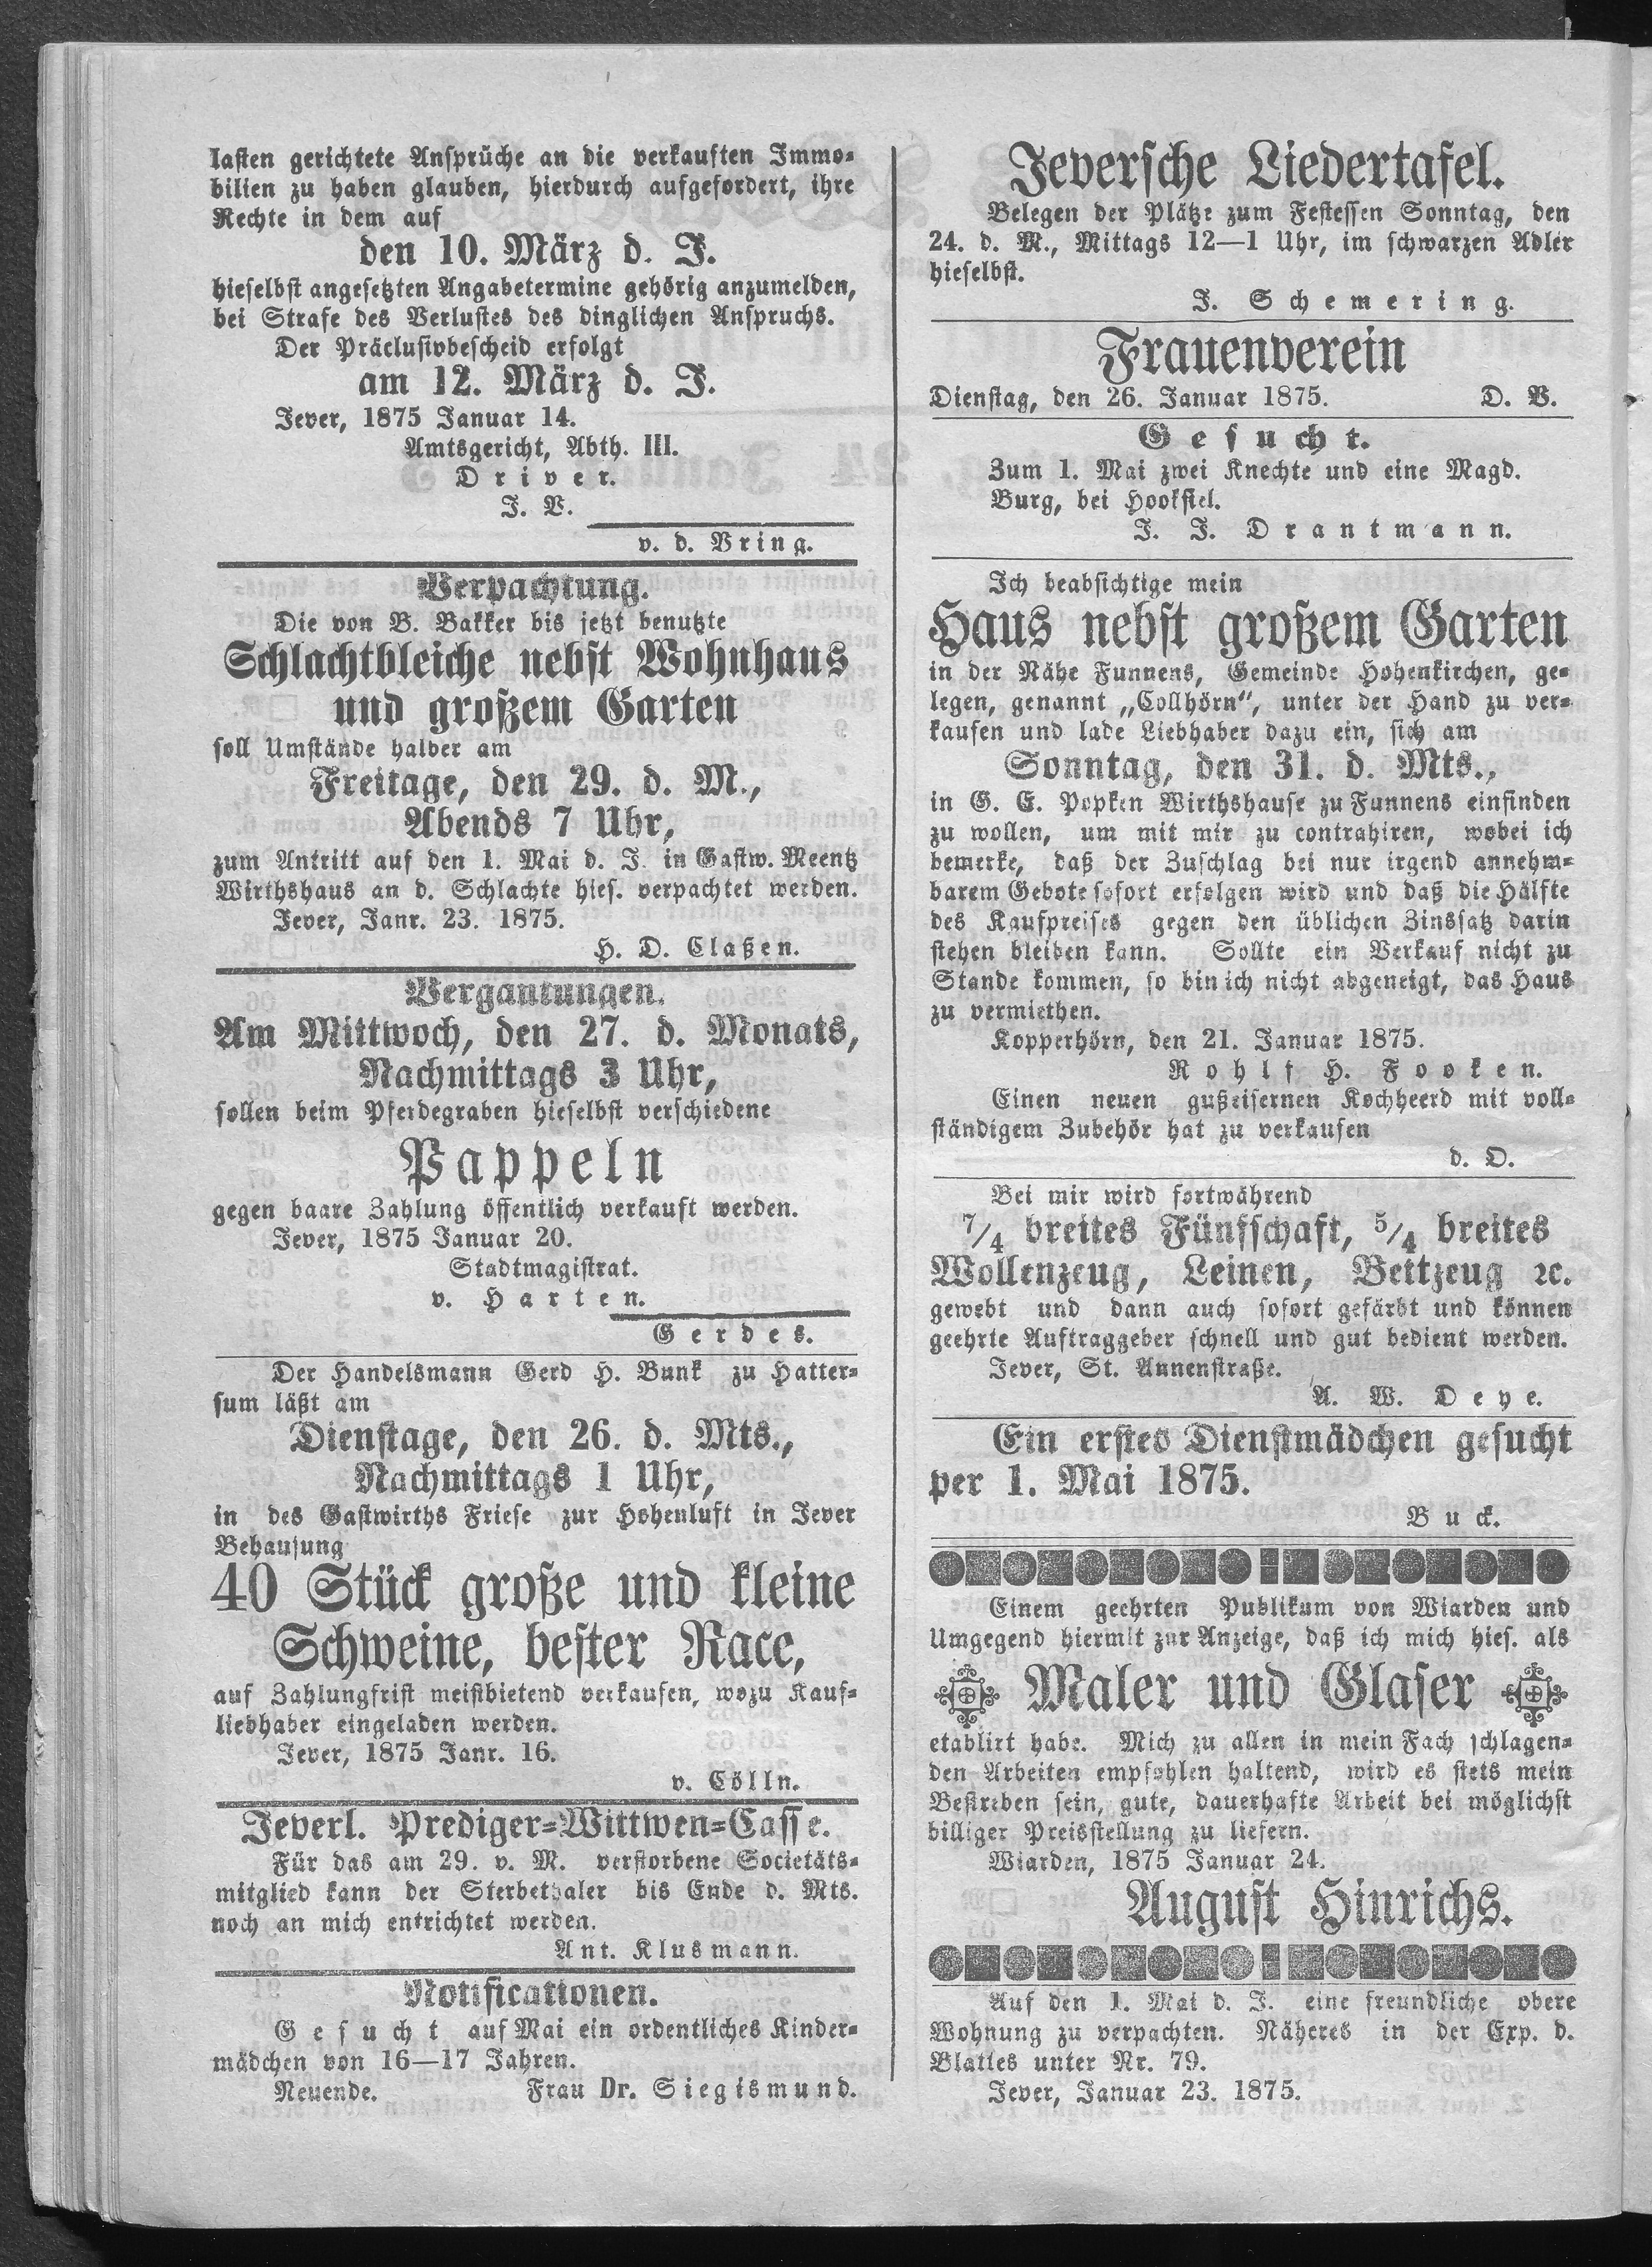 lasten gerichtete Ansprüche an die verkauften Immo-
bilien zu haben glauben, hierdurch aufgefordert, ihre
Rechte in dem auf
den 10. März d. J.
hieselbst angesetzten Angabetermine gehörig anzumelden,
bei Strafe des Verlustes des dinglichen Anspruchs.
Der Präclusivbescheid erfolgt
am 12. März d. J.
Jever, 1875 Januar 14.
Amtsgericht, Abth. III.
Driver.
J. V.
v. d. Vring.
Verpachtung.
Die von B. Bakker bis jetzt benutzte
Schlachtbleiche nebst Wohnhaus
und großem Garten
soll Umstände halber am
Freitage, den 29. d. M.,
Abends 7 Uhr,
zum Antritt auf den 1. Mai d. J. in Gastw. Meentz
Wirthshaus an d. Schlachte hies. verpachtet werden.
Jever, Janr. 23. 1875.
H. D. Claßen.
Vergantungen.
Am Mittwoch, den 27. d. Monats,
Nachmittags 3 Uhr,
sollen beim Pferdegraben hieselbst verschiedene
Pappeln
gegen baare Zahlung öffentlich verkauft werden.
Jever, 1875 Januar 20.
Stadtmagistrat.
v. Harten.
Gerdes.
Der Handelsmann Gerd H. Bunk zu Hatter-
sum läßt am
Dienstage, den 26. d. Mts.,
Nachmittags 1 Uhr,
in des Gastwirths Friese zur Hohenluft in Jever
Behausung
40 Stück große und kleine
Schweine, bester Race,
auf Zahlungfrist meistbietend verkaufen, wozu Kauf-
liebhaber eingeladen werden.
Jever, 1875 Janr. 16.
v. Cölln.
Jeverl. Prediger-Wittwen-Casse.
Für das am 29. v. M. verstorbene Societäts-
mitglied kann der Sterbethaler bis Ende d. Mts.
noch an mich entrichtet werden.
Ant. Klusmann.
Notificationen.
Gesucht auf Mai ein ordentliches Kinder-
mädchen von 16—17 Jahren.
Neuende. Frau Dr. Siegismund.
Jeversche Liedertafel.
Belegen der Plätze zum Festessen Sonntag, den
24. d. M., Mittags 12—1 Uhr, im schwarzen Adler
hieselbst.
J. Schemering.
Frauenverein
Dienstag, den 26. Januar 1875. D. V.
Gesucht.
Zum 1. Mai zwei Knechte und eine Magd.
Burg, bei Hooksiel.
J. J. Drantmann.
Ich beabsichtige mein
Haus nebst großem Garten
in der Nähe Funnens, Gemeinde Hohenkirchen, ge-
legen, genannt „Collhörn“, unter der Hand zu ver-
kaufen und lade Liebhaber dazu ein, sich am
Sonntag, den 31. d. Mts.,
in G. E. Popken Wirthshause zu Funnens einfinden
zu wollen, um mit mir zu contrahiren, wobei ich
bemerke, daß der Zuschlag bei nur irgend annehm-
barem Gebote sofort erfolgen wird und daß die Hälfte
des Kaufpreises gegen den üblichen Zinssatz darin
stehen bleiben kann. Sollte ein Verkauf nicht zu
Stande kommen, so bin ich nicht abgeneigt, das Haus
zu vermiethen.
Kopperhörn, den 21. Januar 1875.
Rohlf H. Fooken.
Einen neuen gußeisernen Kochheerd mit voll-
ständigem Zubehör hat zu verkaufen
d. O.
Bei mir wird fortwährend
7/4 breites Fünfschaft, 5/4 breites
Wollenzeug, Leinen, Bettzeug ꝛc.
gewebt und dann auch sofort gefärbt und können
geehrte Auftraggeber schnell und gut bedient werden.
Jever, St. Annenstraße.
A. W. Deye.
Ein erstes Dienstmädchen gesucht
per 1. Mai 1875.
Buck.
Einem geehrten Publikum von Wiarden und
Umgegend hiermit zur Anzeige, daß ich mich hies. als
Maler und Glaser
etablirt habe. Mich zu allen in mein Fach schlagen-
den Arbeiten empfohlen haltend, wird es stets mein
Bestreben sein, gute, dauerhafte Arbeit bei möglichst
billiger Preisstellung zu liefern.
Wiarden, 1875 Januar 24.
August Hinrichs.
Auf den 1. Mai d. J. eine freundliche obere
Wohnung zu verpachten. Näheres in der Exp. d.
Blattes unter Nr. 79.
Jever, Januar 23. 1875.